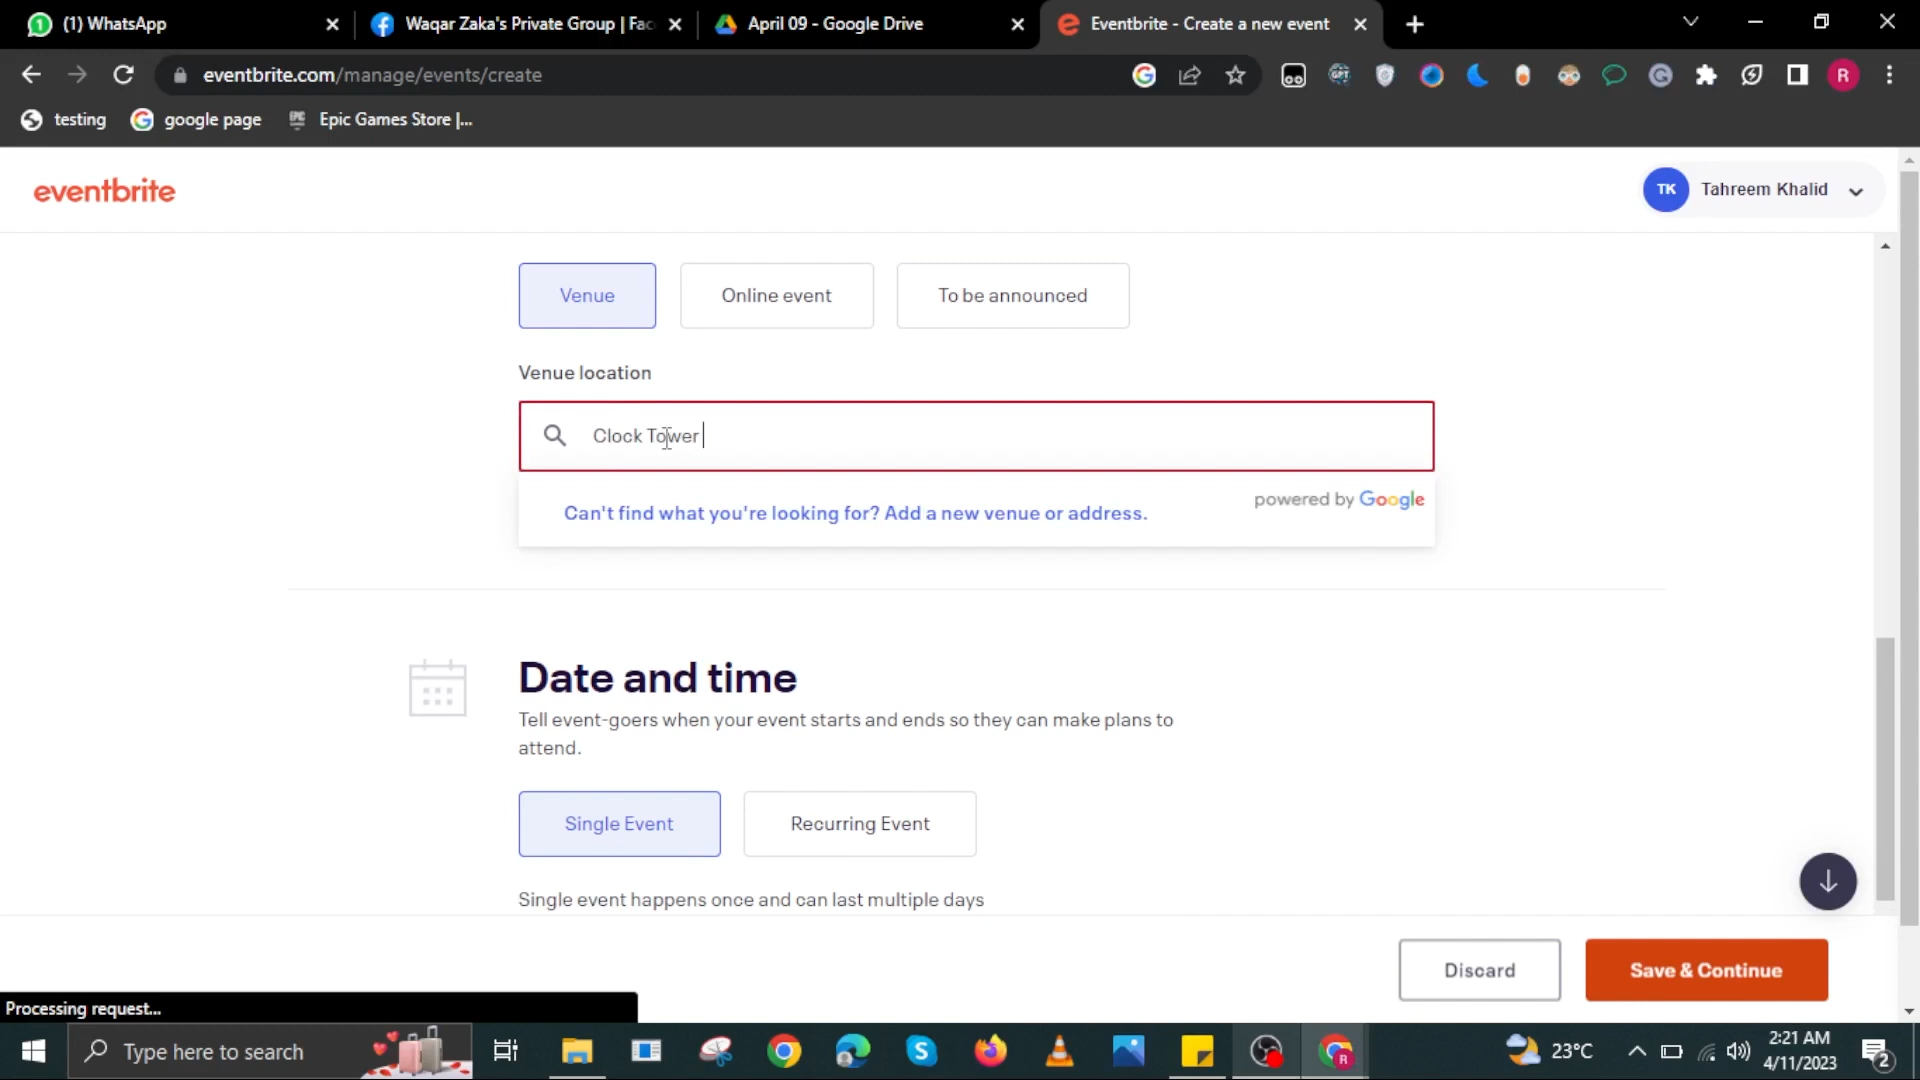 (1) WhatsApp
Waqar Zaka's Private Group | Fac
April 09 - Google Drive
Eventbrite - Create a new event
eventbrite.com/manage/events/create
testing
google page
Epic Games Store |...
eventbrite
TK
Tahreem Khalid
Venue
Online event
To be announced
Venue location
Clock Tower
Can't find what you're looking for? Add a new venue or address.
powered by Google
Date and time
Tell event-goers when your event starts and ends so they can make plans to
attend.
Single Event
Recurring Event
Single event happens once and can last multiple days
Discard
Save & Continue
Processing request...
Type here to search
23°C
2:21 AM
4/11/2023
2